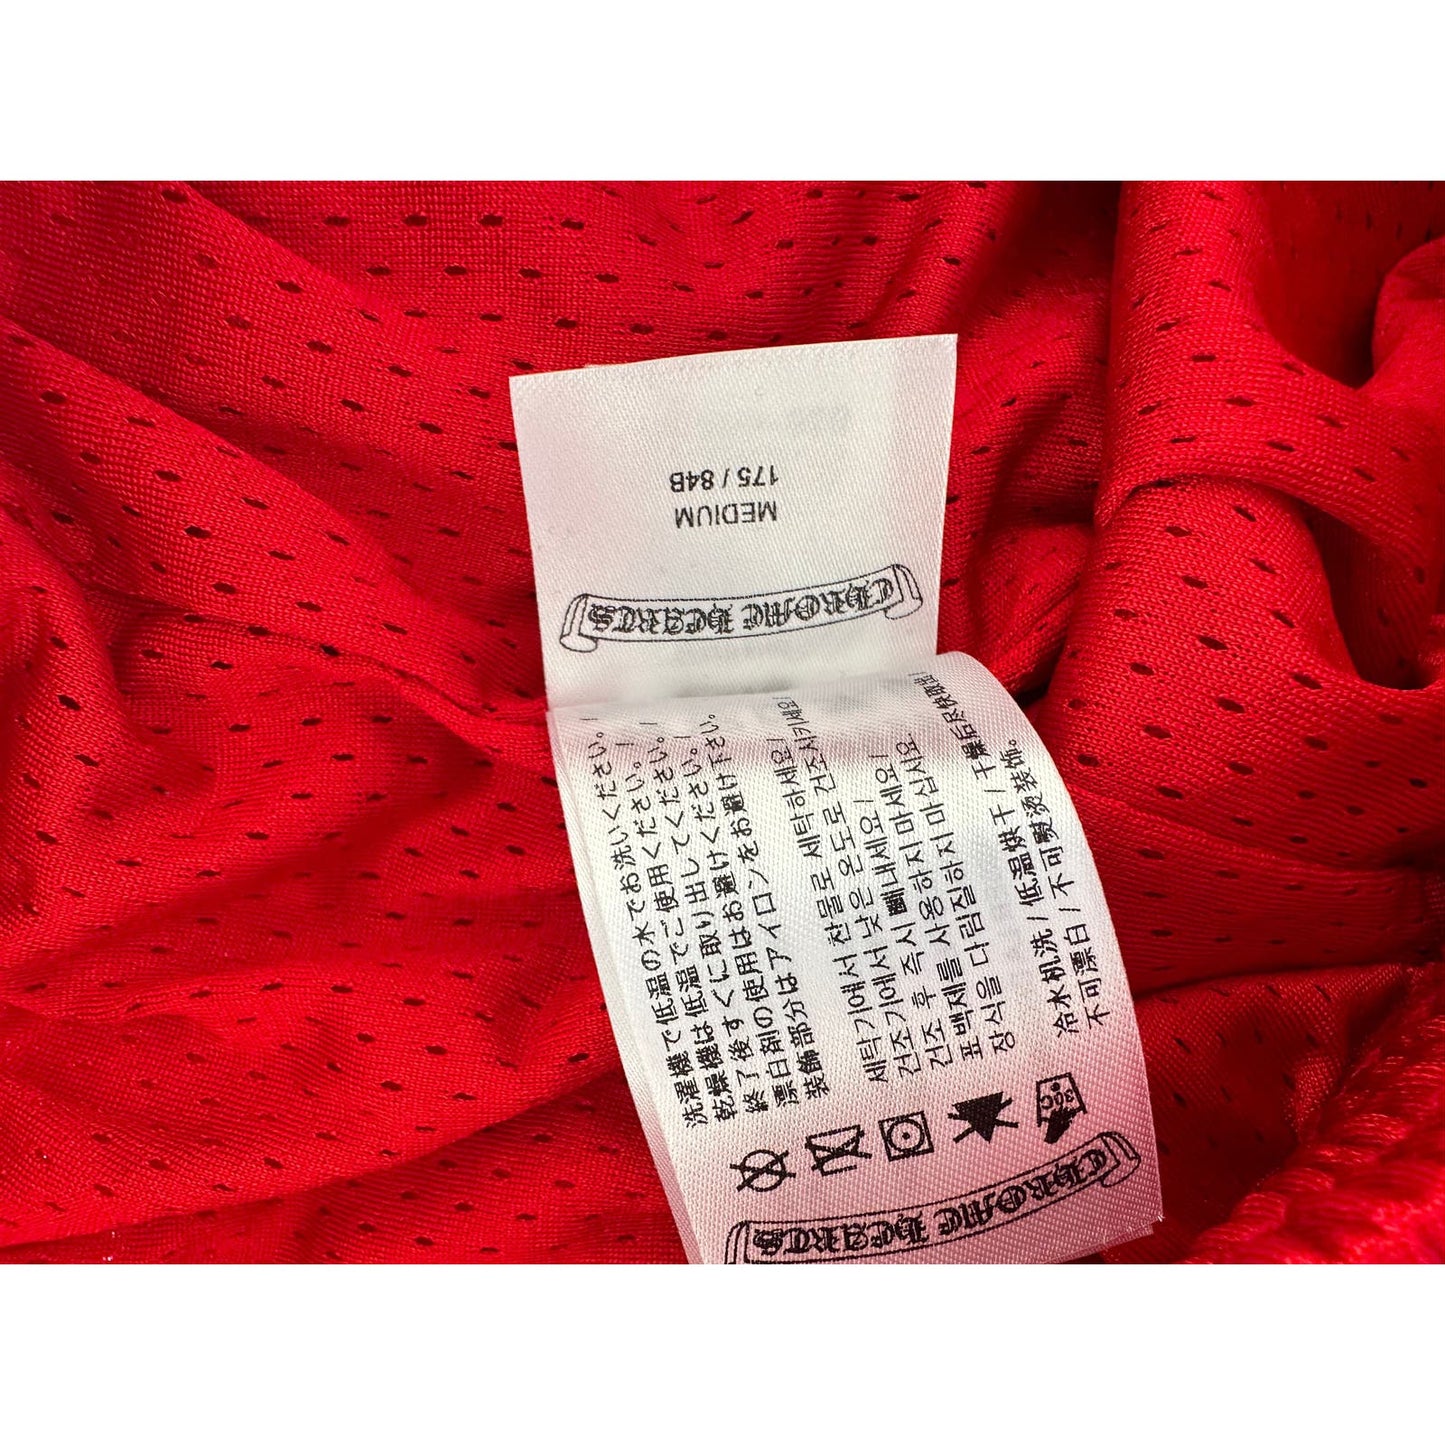 CHROME HEARTS
MEDIUM
175 / 84B
CHROME HEARTS
30C
洗濯機で低温の水でお洗いください。/
乾燥機は低温でご使用ください。/
終了後すぐに取り出してください。/
漂白剤の使用はお避けください。/
装飾部分はアイロンをお避け下さい。
세탁기에서 찬물로 세탁하세요/
건조기에서 낮은 온도로 건조시키세요/
건조 후 즉시 빼내세요/
표백제를 사용하지 마세요/
장식을 다림질하지 마십시오
冷水机洗 / 低温烘干 / 干燥后尽快取出/
不可漂白 / 不可熨烫装饰。